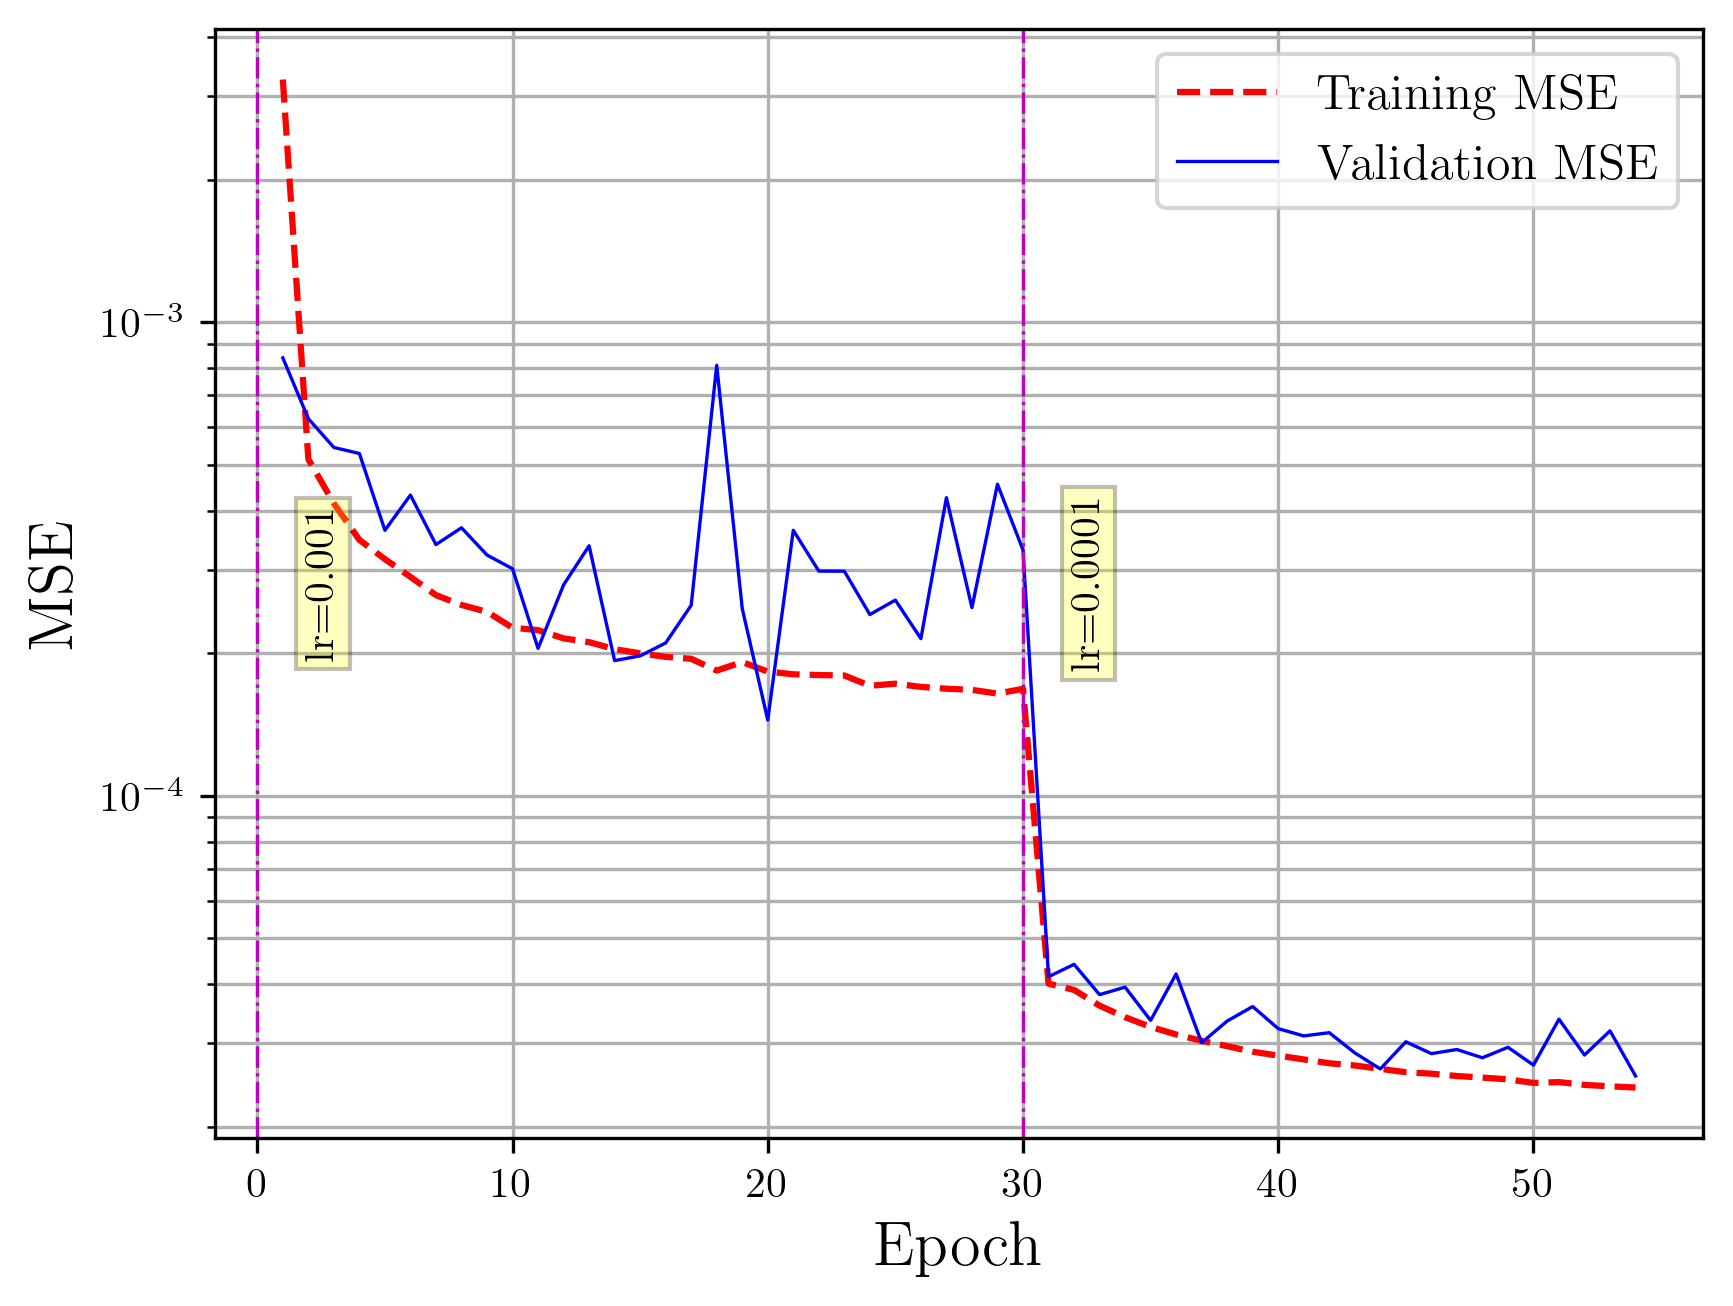 Training MSE
Validation MSE
10⁻³
10⁻⁴
MSE
lr=0.001
lr=0.0001
0 10 20 30 40 50
Epoch